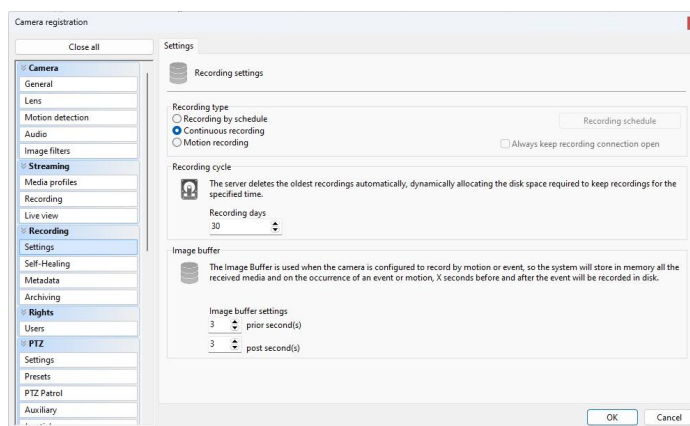 Camera registration
Close all
Camera
General
Lens
Motion detection
Audio
Image filters
Streaming
Media profiles
Recording
Live view
Recording
Settings
Self-Healing
Metadata
Archiving
Rights
Users
PTZ
Settings
Presets
PTZ Patrol
Auxiliary
Settings
Recording settings
Recording type
Recording by schedule
Continuous recording
Motion recording
Recording schedule
Always keep recording connection open
Recording cycle
The server deletes the oldest recordings automatically, dynamically allocating the disk space required to keep recordings for the
specified time.
Recording days
30
Image buffer
The Image Buffer is used when the camera is configured to record by motion or event, so the system will store in memory all the
received media and on the occurrence of an event or motion, X seconds before and after the event will be recorded in disk.
Image buffer settings
3 prior second(s)
3 post second(s)
OK Cancel